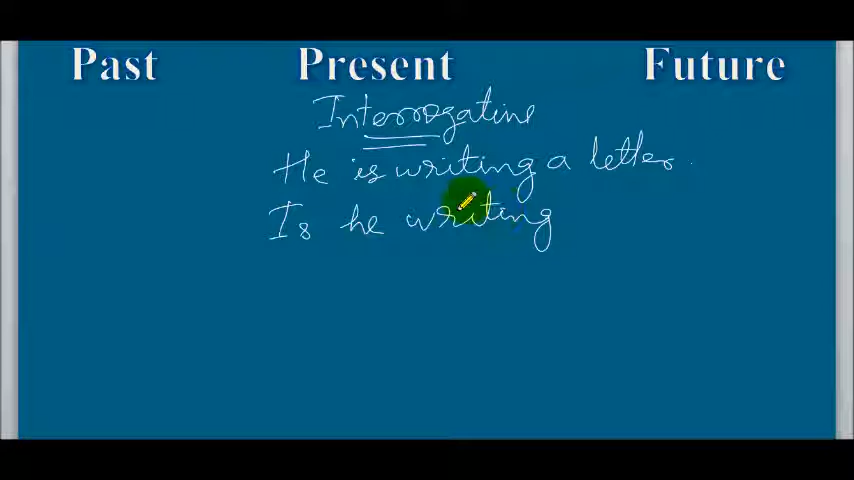 Past Present Future
Interrogative
He is writing a letter.
Is he writing